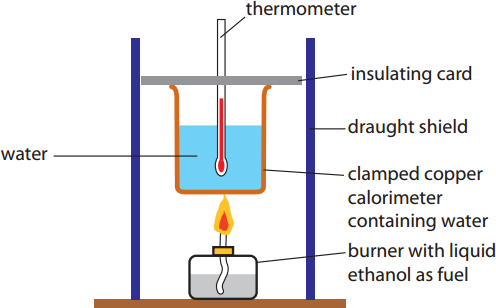 thermometer
insulating card
draught shield
water
clamped copper
calorimeter
containing water
burner with liquid
ethanol as fuel